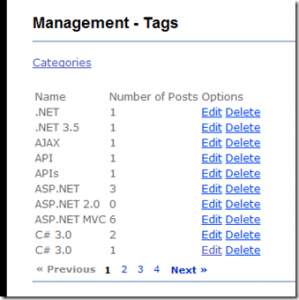 Management - Tags
Categories
Name Number of Posts Options
.NET 1 Edit Delete
.NET 3.5 1 Edit Delete
AJAX 1 Edit Delete
API 1 Edit Delete
APIs 1 Edit Delete
ASP.NET 3 Edit Delete
ASP.NET 2.0 0 Edit Delete
ASP.NET MVC 6 Edit Delete
C# 3.0 2 Edit Delete
C# 3.0 1 Edit Delete
« Previous 1 2 3 4 Next »